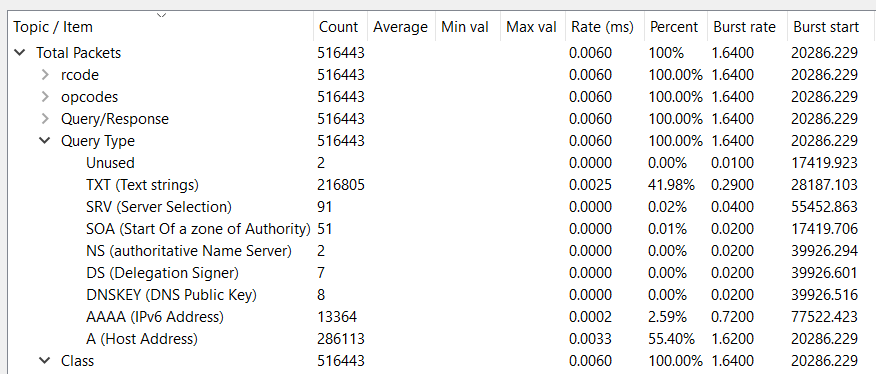 Topic / Item Count Average Min val Max val Rate (ms) Percent Burst rate Burst start
Total Packets 516443 0.0060 100% 1.6400 20286.229
rcode 516443 0.0060 100.00% 1.6400 20286.229
opcodes 516443 0.0060 100.00% 1.6400 20286.229
Query/Response 516443 0.0060 100.00% 1.6400 20286.229
Query Type 516443 0.0060 100.00% 1.6400 20286.229
Unused 2 0.0000 0.00% 0.0100 17419.923
TXT (Text strings) 216805 0.0025 41.98% 0.2900 28187.103
SRV (Server Selection) 91 0.0000 0.02% 0.0400 55452.863
SOA (Start Of a zone of Authority) 51 0.0000 0.01% 0.0200 17419.706
NS (authoritative Name Server) 2 0.0000 0.00% 0.0200 39926.294
DS (Delegation Signer) 7 0.0000 0.00% 0.0200 39926.601
DNSKEY (DNS Public Key) 8 0.0000 0.00% 0.0200 39926.516
AAAA (IPv6 Address) 13364 0.0002 2.59% 0.7200 77522.423
A (Host Address) 286113 0.0033 55.40% 1.6200 20286.229
Class 516443 0.0060 100.00% 1.6400 20286.229